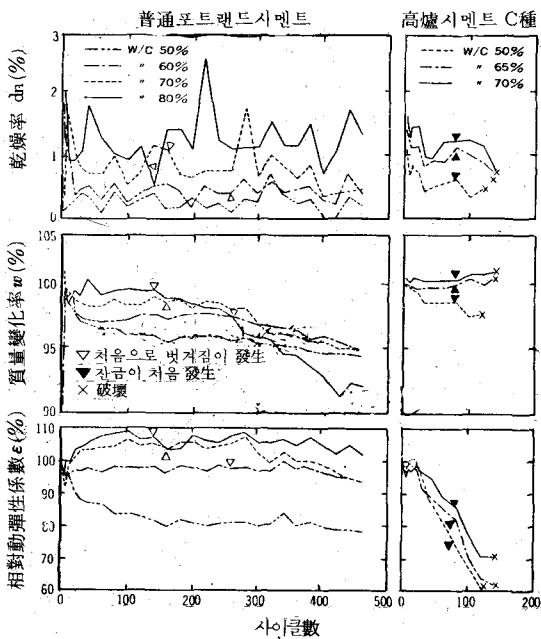 普通포트랜드시멘트
高爐시멘트 C種
乾燥率 dn(%)
3
2
1
0
W/C 50%
〃 60%
〃 70%
〃 80%
W/C 50%
〃 65%
〃 70%
質量變化率 w(%)
105
100
95
90
▽ 처음으로 벗겨짐이 發生
▼ 잔금이 처음 發生
× 破壞
相對動彈性係數 ε(%)
110
100
90
80
70
60
0 100 200 300 400 500
0 100 200
사이클數